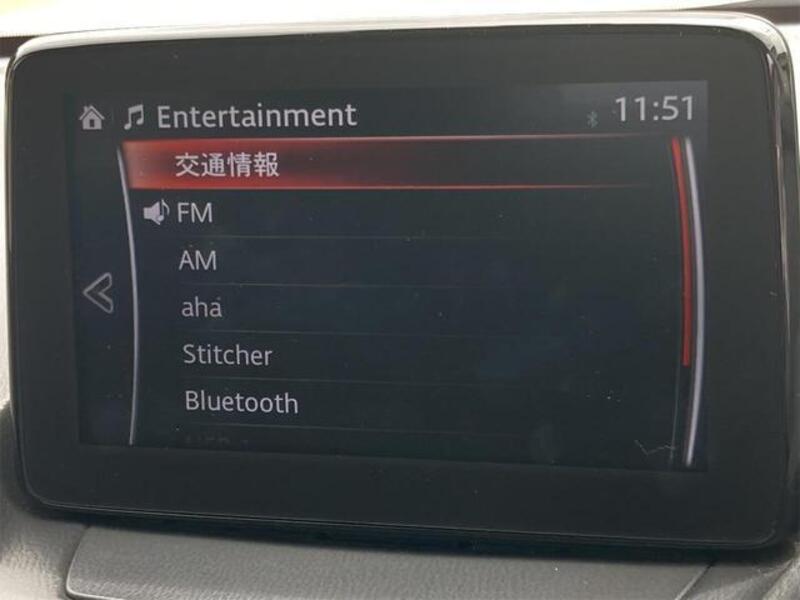 Entertainment 11:51
交通情報
FM
AM
aha
Stitcher
Bluetooth